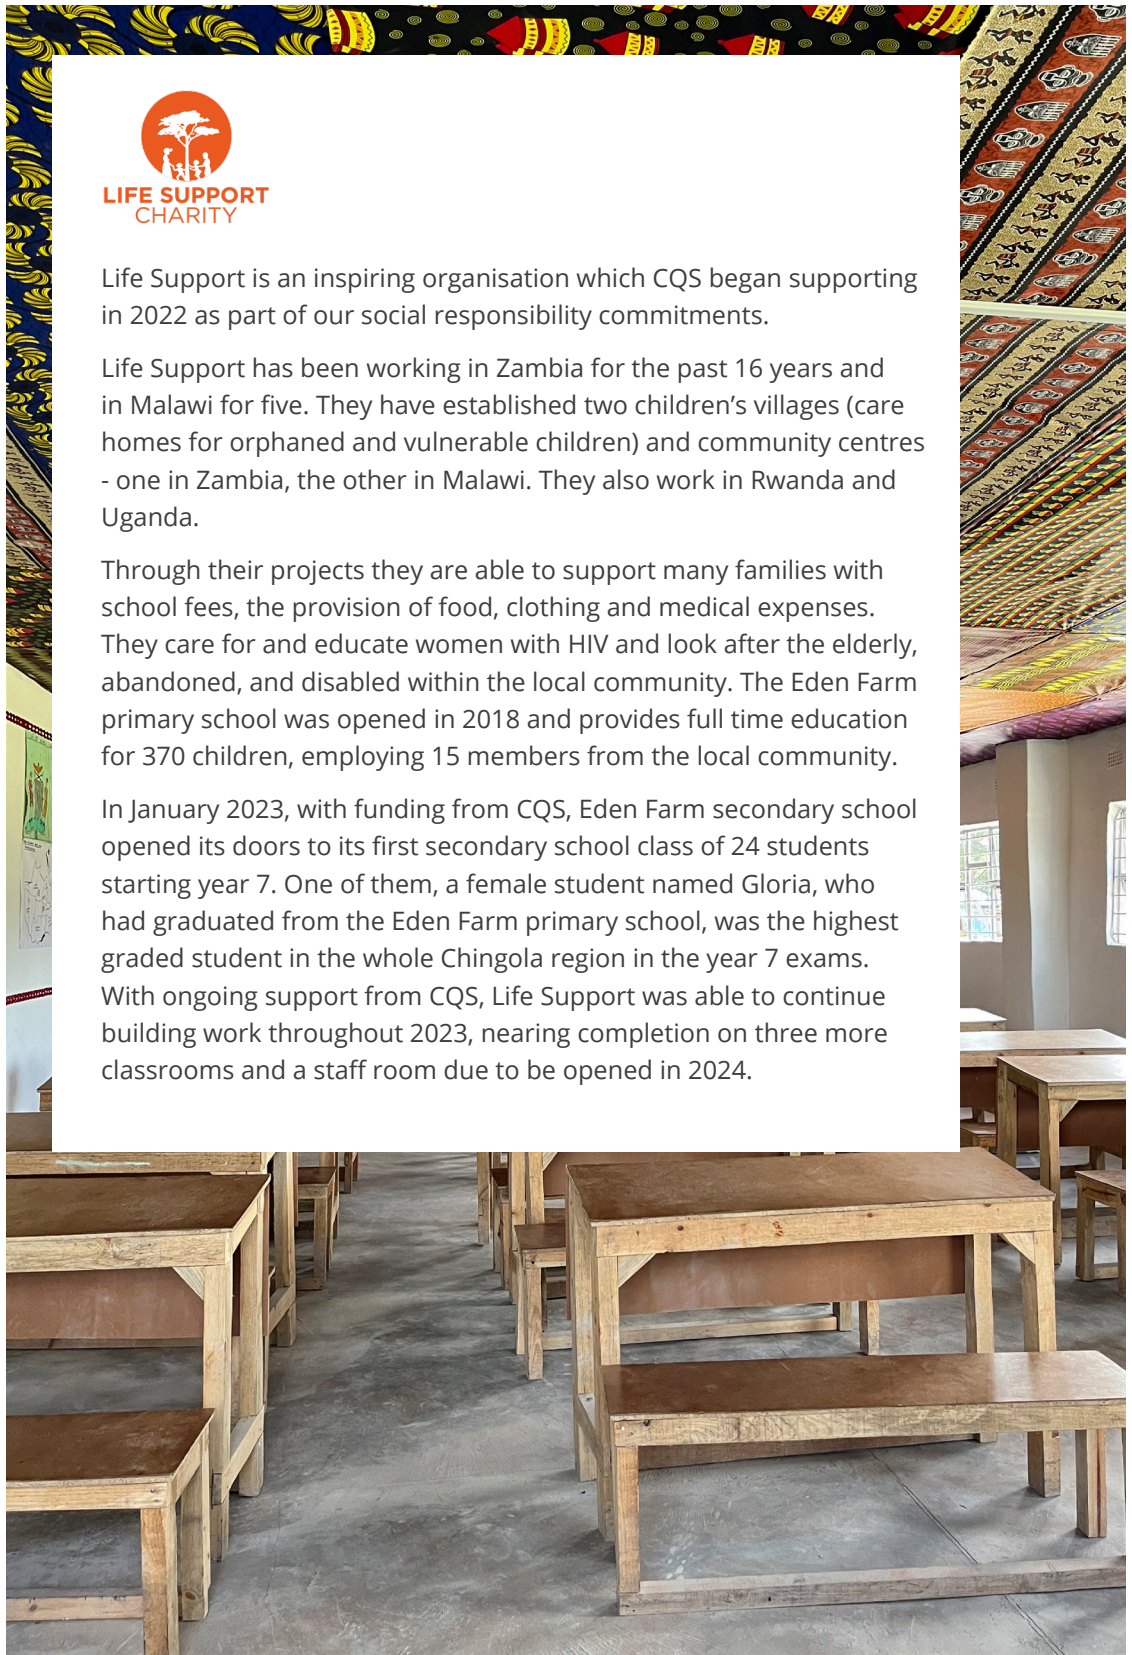 LIFE SUPPORT
CHARITY
Life Support is an inspiring organisation which CQS began supporting
in 2022 as part of our social responsibility commitments.
Life Support has been working in Zambia for the past 16 years and
in Malawi for five. They have established two children’s villages (care
homes for orphaned and vulnerable children) and community centres
- one in Zambia, the other in Malawi. They also work in Rwanda and
Uganda.
Through their projects they are able to support many families with
school fees, the provision of food, clothing and medical expenses.
They care for and educate women with HIV and look after the elderly,
abandoned, and disabled within the local community. The Eden Farm
primary school was opened in 2018 and provides full time education
for 370 children, employing 15 members from the local community.
In January 2023, with funding from CQS, Eden Farm secondary school
opened its doors to its first secondary school class of 24 students
starting year 7. One of them, a female student named Gloria, who
had graduated from the Eden Farm primary school, was the highest
graded student in the whole Chingola region in the year 7 exams.
With ongoing support from CQS, Life Support was able to continue
building work throughout 2023, nearing completion on three more
classrooms and a staff room due to be opened in 2024.